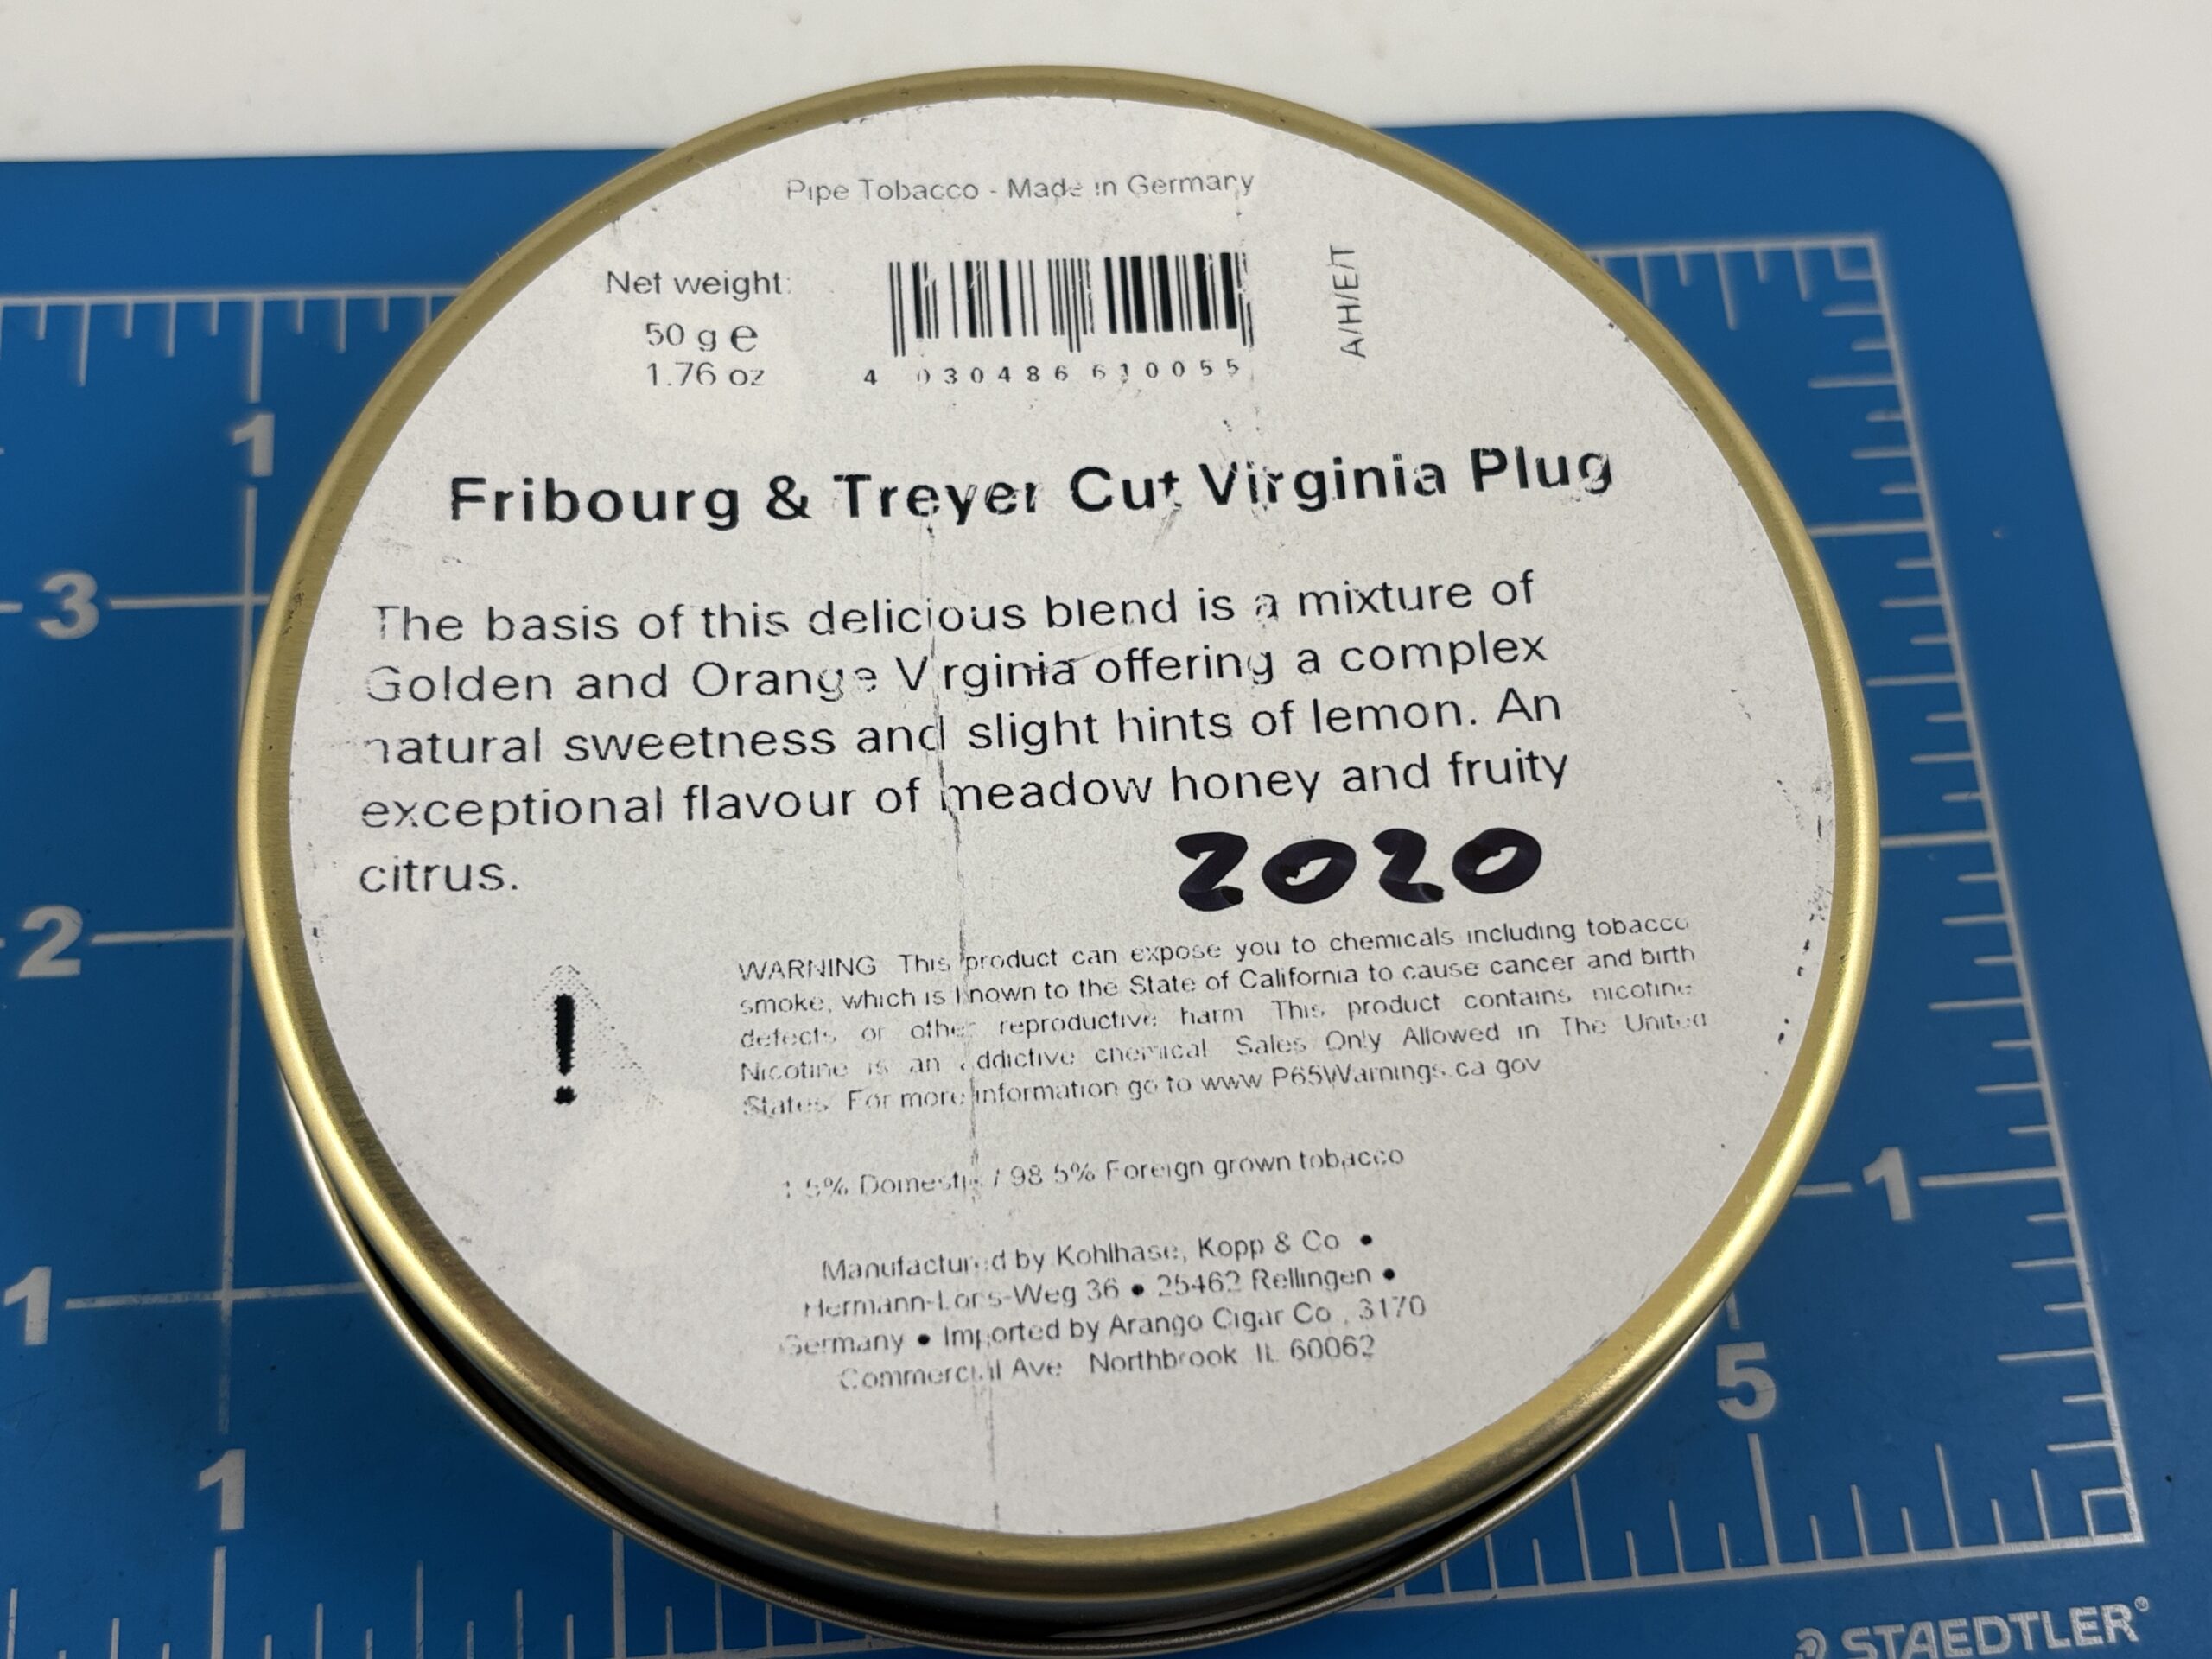 Pipe Tobacco - Made in Germany
Net weight:
50 g e
1.76 oz
4 030486 610055
A/H/E/T
Fribourg & Treyer Cut Virginia Plug
The basis of this delicious blend is a mixture of
Golden and Orange Virginia offering a complex
natural sweetness and slight hints of lemon. An
exceptional flavour of meadow honey and fruity
citrus.
2020
!
WARNING This product can expose you to chemicals including tobacco
smoke, which is known to the State of California to cause cancer and birth
defects or other reproductive harm This product contains nicotine
Nicotine is an addictive chemical Sales Only Allowed in The United
States. For more information go to www.P65Warnings.ca.gov
1.5% Domestic / 98.5% Foreign grown tobacco
Manufactured by Kohlhase, Kopp & Co •
Hermann-Löns-Weg 36 • 25462 Rellingen •
Germany • Imported by Arango Cigar Co., 3170
Commercial Ave Northbrook IL 60062
1
3
2
1
1
1
5
STAEDTLER®